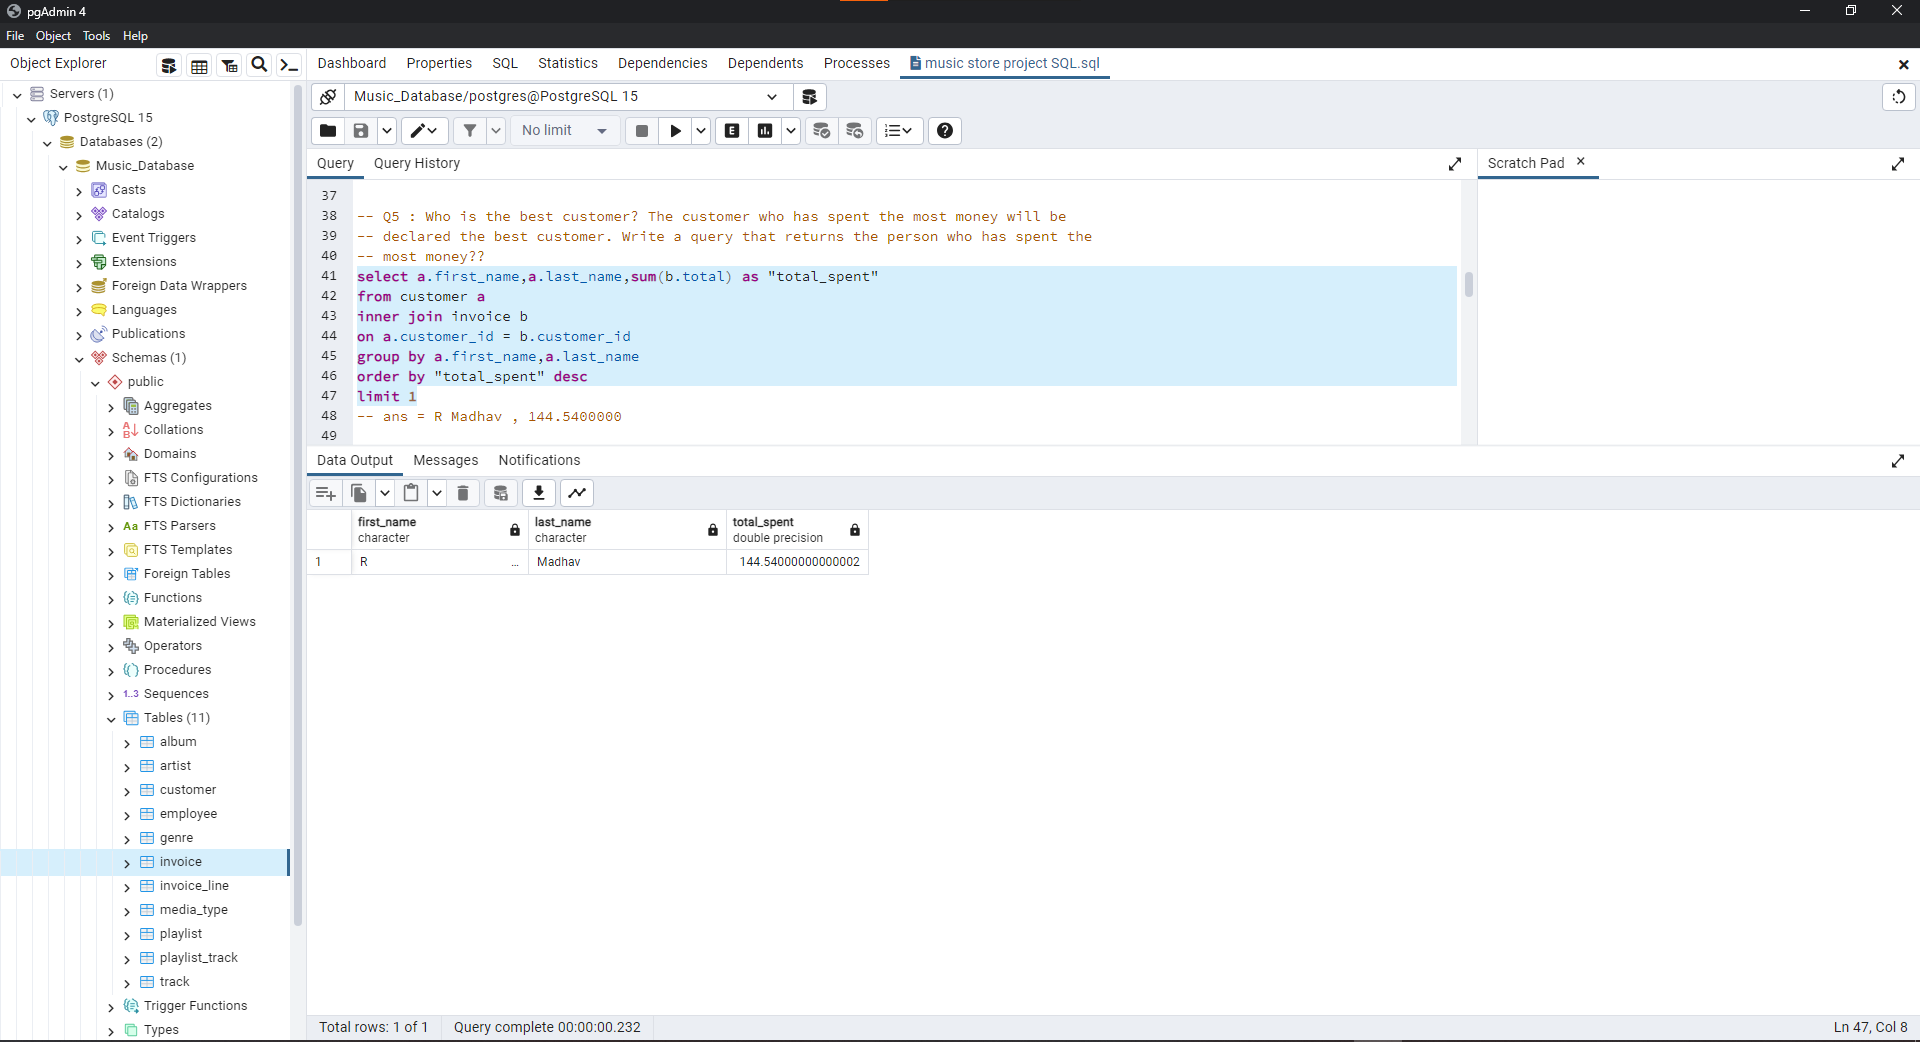 pgAdmin 4
File Object Tools Help
Object Explorer
Dashboard Properties SQL Statistics Dependencies Dependents Processes music store project SQL.sql
Servers (1)
PostgreSQL 15
Databases (2)
Music_Database
Casts
Catalogs
Event Triggers
Extensions
Foreign Data Wrappers
Languages
Publications
Schemas (1)
public
Aggregates
Collations
Domains
FTS Configurations
FTS Dictionaries
Aa FTS Parsers
FTS Templates
Foreign Tables
Functions
Materialized Views
Operators
Procedures
1..3 Sequences
Tables (11)
album
artist
customer
employee
genre
invoice
invoice_line
media_type
playlist
playlist_track
track
Trigger Functions
Types
Music_Database/postgres@PostgreSQL 15
No limit
E
Query Query History
Scratch Pad
37
38 -- Q5 : Who is the best customer? The customer who has spent the most money will be
39 -- declared the best customer. Write a query that returns the person who has spent the
40 -- most money??
41 select a.first_name,a.last_name,sum(b.total) as "total_spent"
42 from customer a
43 inner join invoice b
44 on a.customer_id = b.customer_id
45 group by a.first_name,a.last_name
46 order by "total_spent" desc
47 limit 1
48 -- ans = R Madhav , 144.5400000
49
Data Output Messages Notifications
first_name last_name total_spent
character character double precision
1 R ... Madhav 144.54000000000002
Total rows: 1 of 1 Query complete 00:00:00.232 Ln 47, Col 8